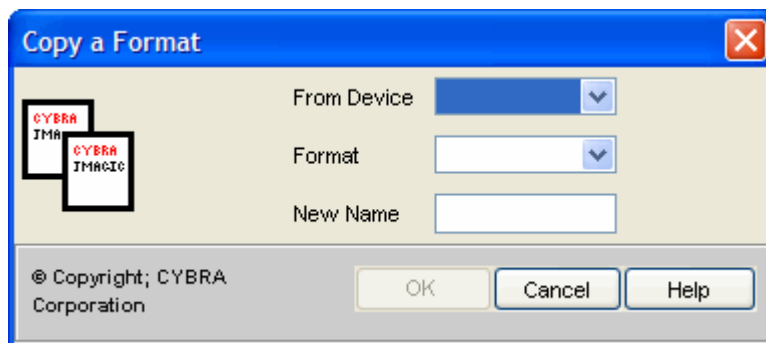 Copy a Format
From Device
CYBRA
IMA
CYBRA
IMAGIC
Format
New Name
© Copyright; CYBRA
Corporation
OK
Cancel
Help